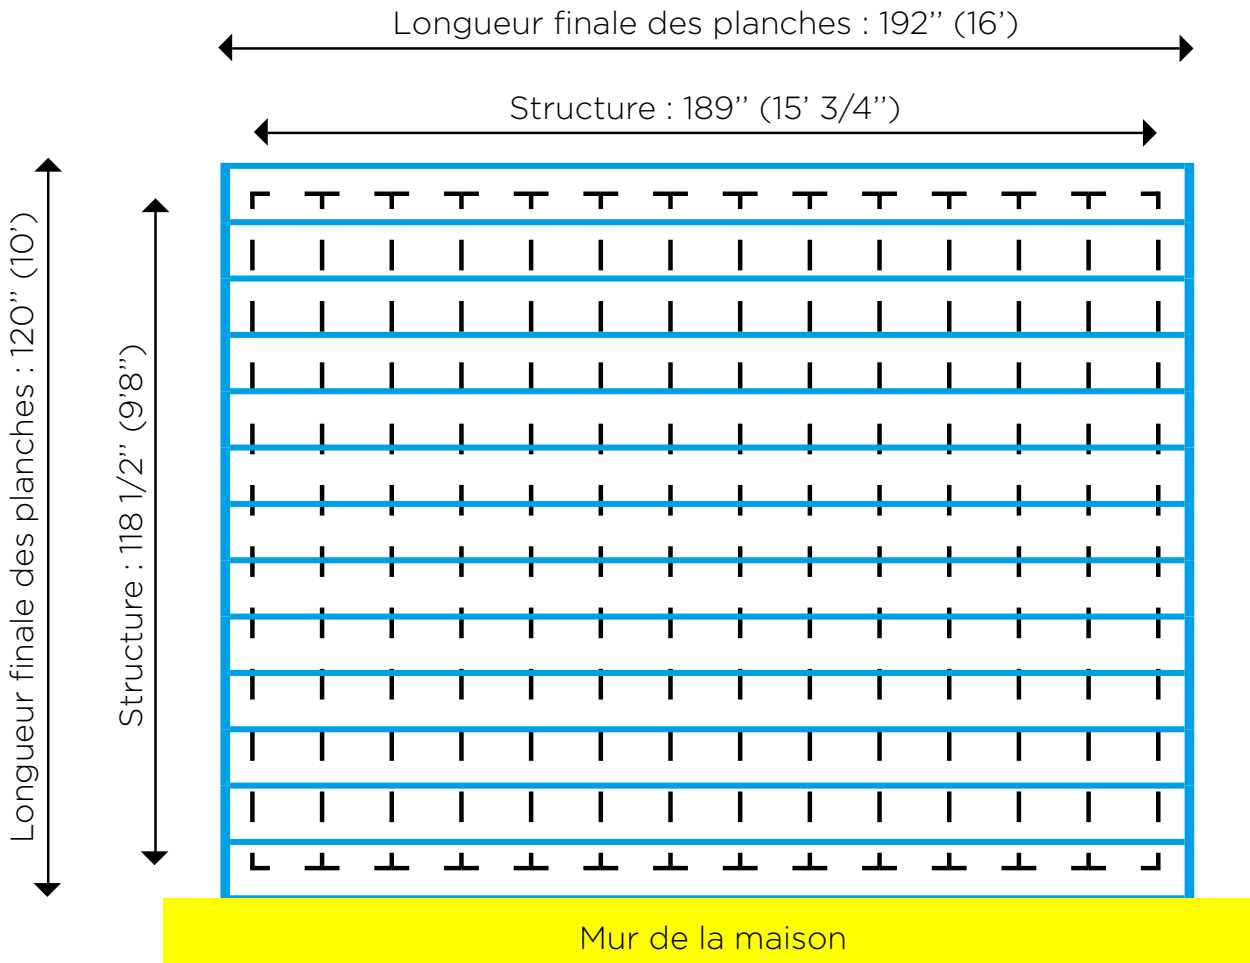 Longueur finale des planches : 192’’ (16’)
Structure : 189’’ (15’ 3/4’’)
Longueur finale des planches : 120’’ (10’)
Structure : 118 1/2’’ (9’8’’)
Mur de la maison